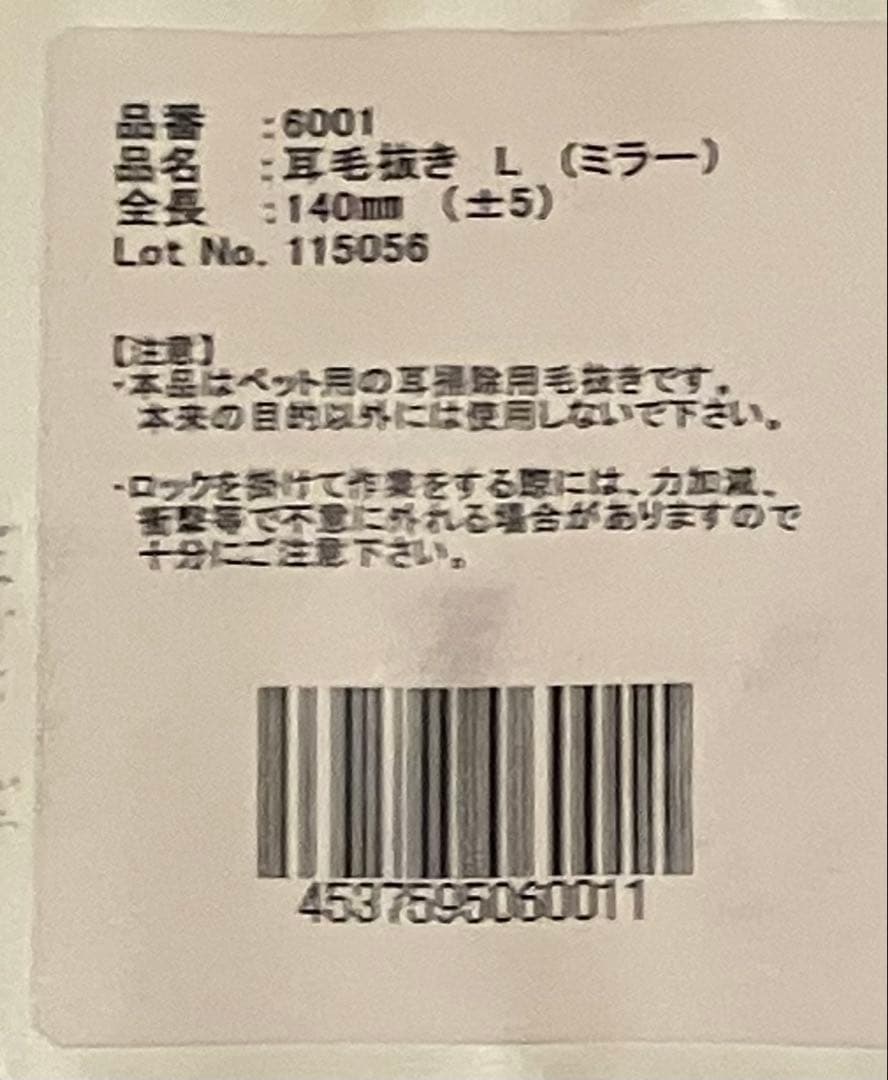 品番　:6001
品名　:耳毛抜き　L　(ミラー)
全長　:140㎜　(±5)
Lot No. 115056
【注意】
・本品はペット用の耳掃除用毛抜きです。
本来の目的以外には使用しないで下さい。
・ロックを掛けて作業をする際には、力加減、
衝撃等で不意に外れる場合がありますので
十分にご注意下さい。
4537595060011